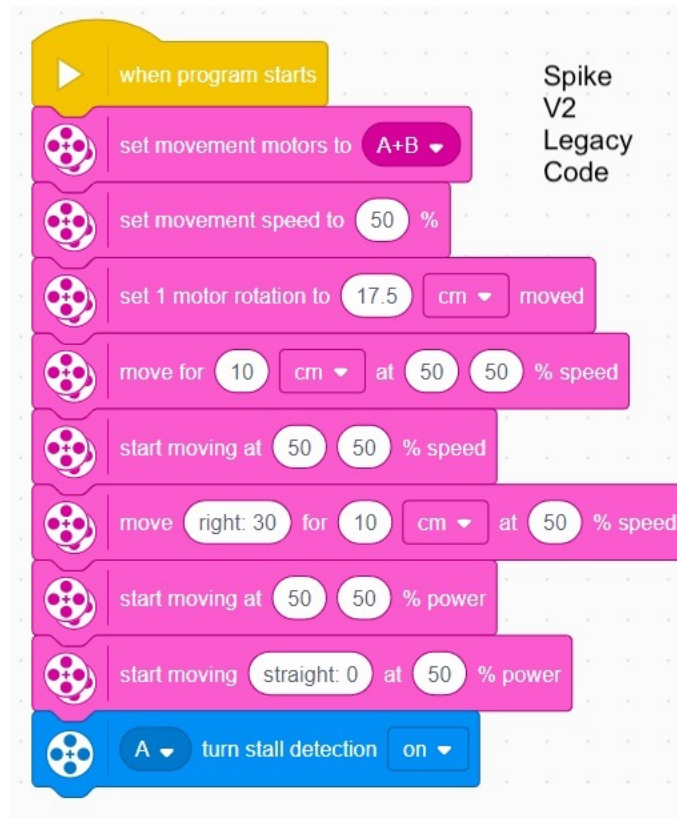 when program starts
Spike
V2
Legacy
Code
set movement motors to A+B
set movement speed to 50 %
set 1 motor rotation to 17.5 cm moved
move for 10 cm at 50 50 % speed
start moving at 50 50 % speed
move right: 30 for 10 cm at 50 % speed
start moving at 50 50 % power
start moving straight: 0 at 50 % power
A turn stall detection on